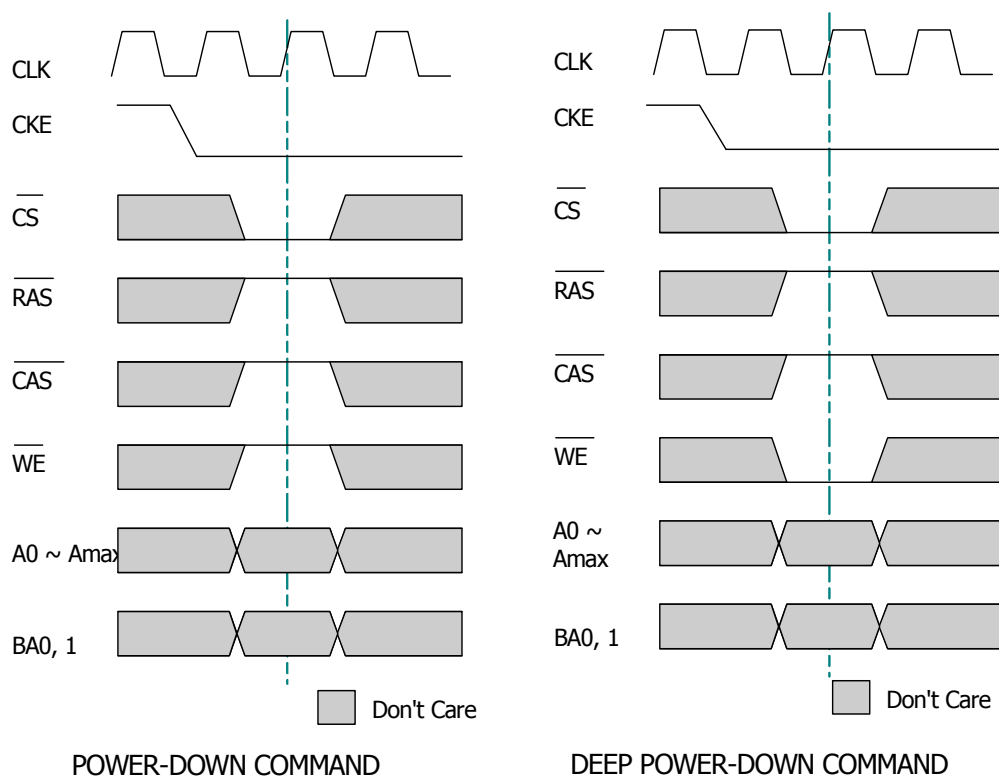 CLK
CKE
CS
RAS
CAS
WE
A0 ~ Amax
BA0, 1
Don't Care
POWER-DOWN COMMAND
CLK
CKE
CS
RAS
CAS
WE
A0 ~
Amax
BA0, 1
Don't Care
DEEP POWER-DOWN COMMAND